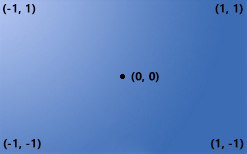 (-1, 1) (1, 1)
(0, 0)
(-1, -1) (1, -1)